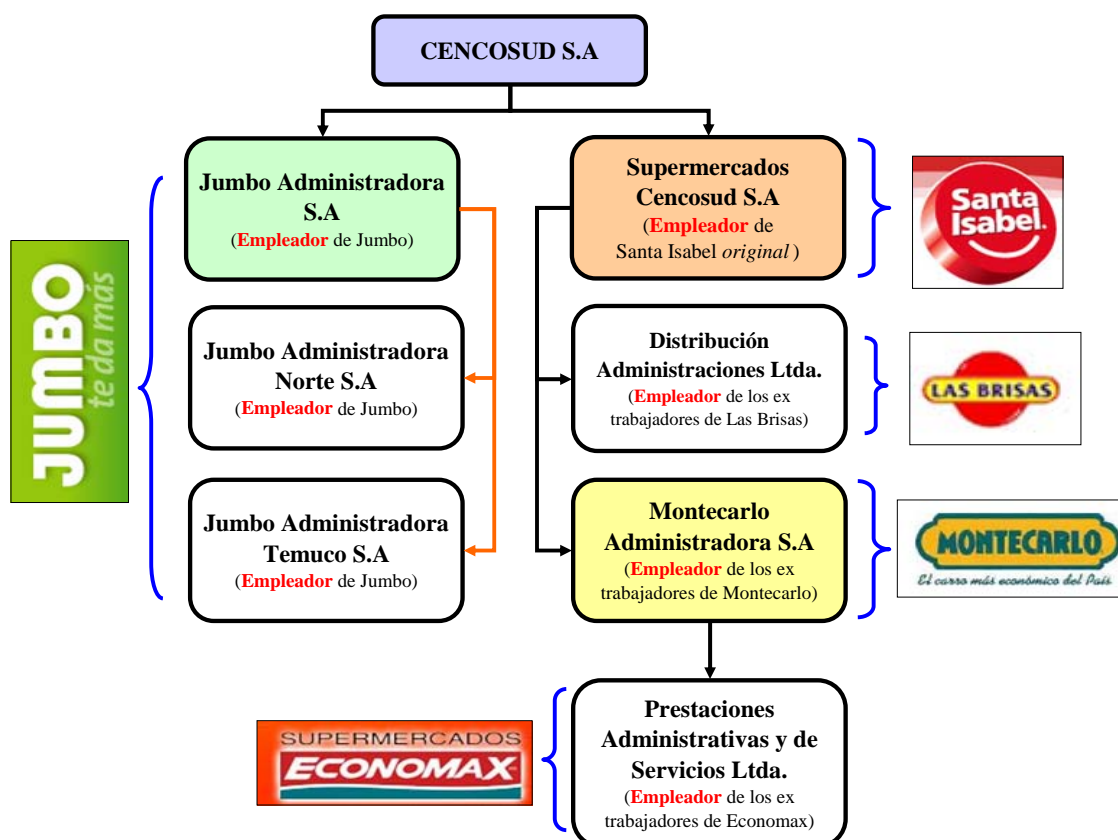 CENCOSUD S.A
Jumbo Administradora
S.A
(Empleador de Jumbo)
Supermercados
Cencosud S.A
(Empleador de
Santa Isabel original )
Santa
Isabel.
JUMBO
te da más
Jumbo Administradora
Norte S.A
(Empleador de Jumbo)
Distribución
Administraciones Ltda.
(Empleador de los ex
trabajadores de Las Brisas)
LAS BRISAS
Jumbo Administradora
Temuco S.A
(Empleador de Jumbo)
Montecarlo
Administradora S.A
(Empleador de los ex
trabajadores de Montecarlo)
MONTECARLO
El carro más económico del País
SUPERMERCADOS
ECONOMAX
Prestaciones
Administrativas y de
Servicios Ltda.
(Empleador de los ex
trabajadores de Economax)